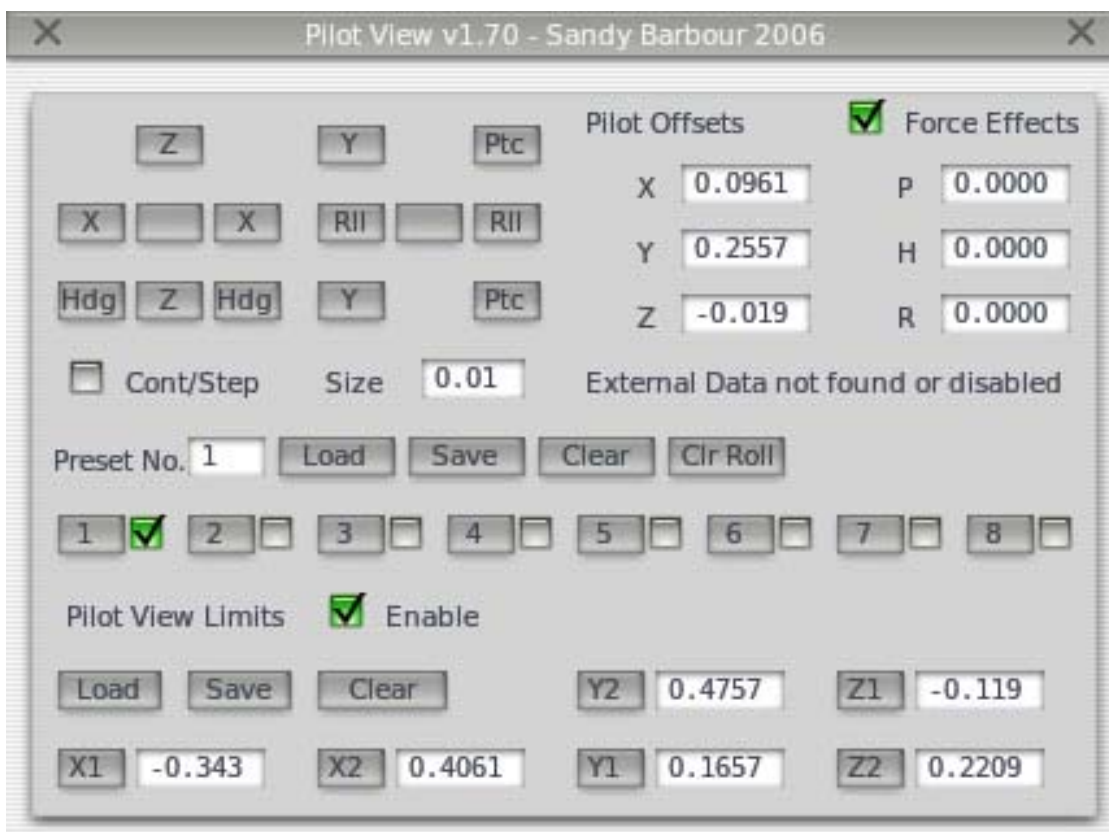 Pilot View v1.70 - Sandy Barbour 2006
Z Y Ptc Pilot Offsets Force Effects
X X Rll Rll X 0.0961 P 0.0000
Y 0.2557 H 0.0000
Hdg Z Hdg Y Ptc Z -0.019 R 0.0000
Cont/Step Size 0.01 External Data not found or disabled
Preset No. 1 Load Save Clear Clr Roll
1 2 3 4 5 6 7 8
Pilot View Limits Enable
Load Save Clear Y2 0.4757 Z1 -0.119
X1 -0.343 X2 0.4061 Y1 0.1657 Z2 0.2209